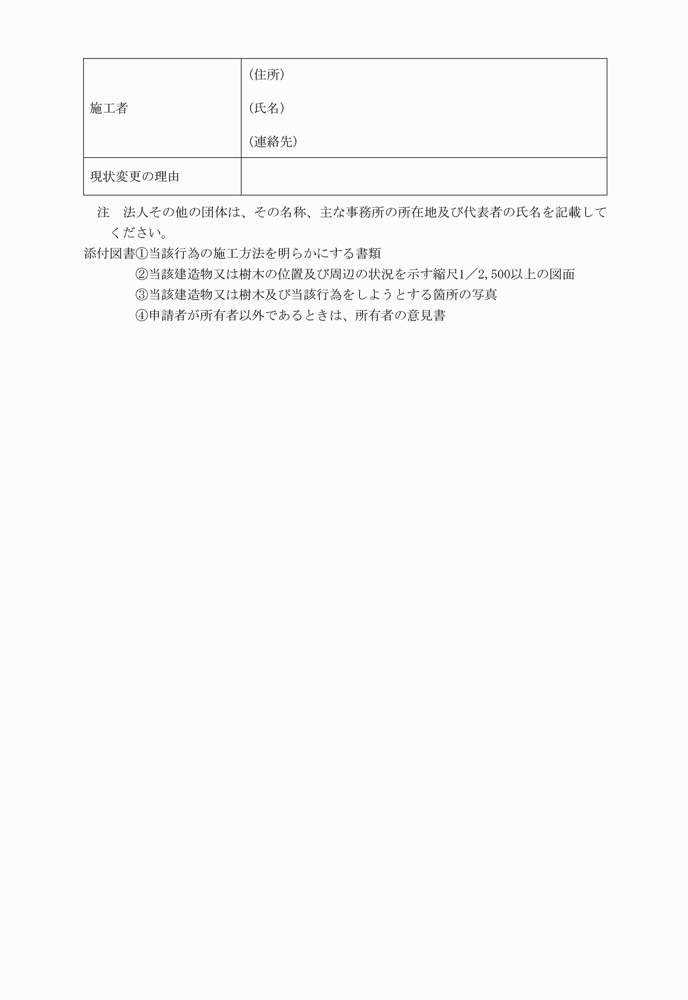 施工者
（住所）
（氏名）
（連絡先）
現状変更の理由
注　法人その他の団体は、その名称、主な事務所の所在地及び代表者の氏名を記載して
ください。
添付図書①当該行為の施工方法を明らかにする書類
②当該建造物又は樹木の位置及び周辺の状況を示す縮尺1／2,500以上の図面
③当該建造物又は樹木及び当該行為をしようとする箇所の写真
④申請者が所有者以外であるときは、所有者の意見書